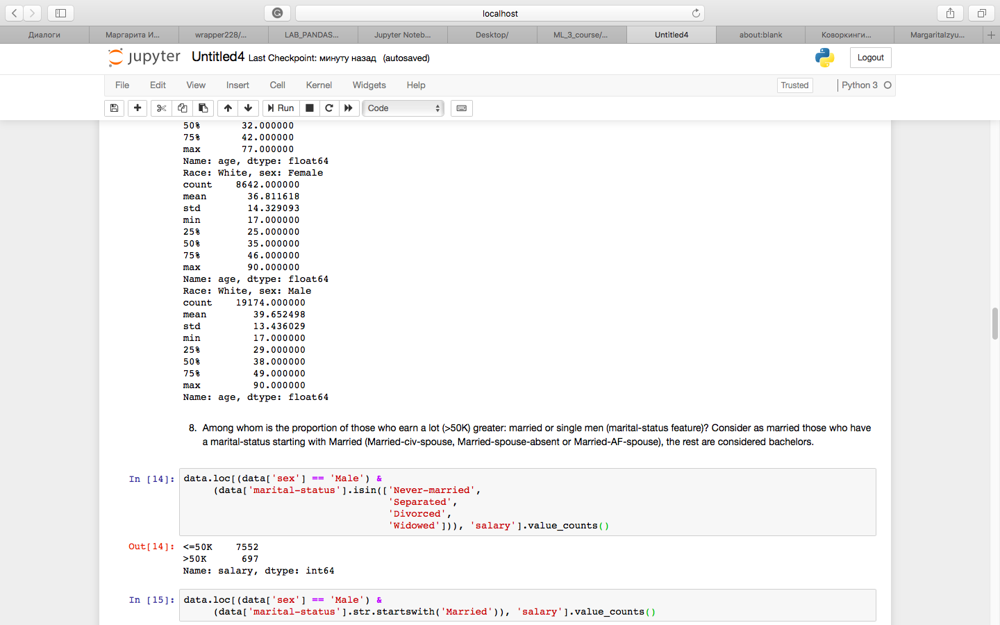 localhost
Диалоги
Маргарита И...
wrapper228/...
LAB_PANDAS...
Jupyter Noteb...
Desktop/
ML_3_course/...
Untitled4
about:blank
Коворкинги...
MargaritaIzyu...
jupyter Untitled4 Last Checkpoint: минуту назад (autosaved)
Logout
File Edit View Insert Cell Kernel Widgets Help
Trusted
Python 3
Run
Code
50% 32.000000
75% 42.000000
max 77.000000
Name: age, dtype: float64
Race: White, sex: Female
count 8642.000000
mean 36.811618
std 14.329093
min 17.000000
25% 25.000000
50% 35.000000
75% 46.000000
max 90.000000
Name: age, dtype: float64
Race: White, sex: Male
count 19174.000000
mean 39.652498
std 13.436029
min 17.000000
25% 29.000000
50% 38.000000
75% 49.000000
max 90.000000
Name: age, dtype: float64
8. Among whom is the proportion of those who earn a lot (>50K) greater: married or single men (marital-status feature)? Consider as married those who have
a marital-status starting with Married (Married-civ-spouse, Married-spouse-absent or Married-AF-spouse), the rest are considered bachelors.
In [14]: data.loc[(data['sex'] == 'Male') &
(data['marital-status'].isin(['Never-married',
'Separated',
'Divorced',
'Widowed'])), 'salary'].value_counts()
Out[14]: <=50K 7552
>50K 697
Name: salary, dtype: int64
In [15]: data.loc[(data['sex'] == 'Male') &
(data['marital-status'].str.startswith('Married')), 'salary'].value_counts()